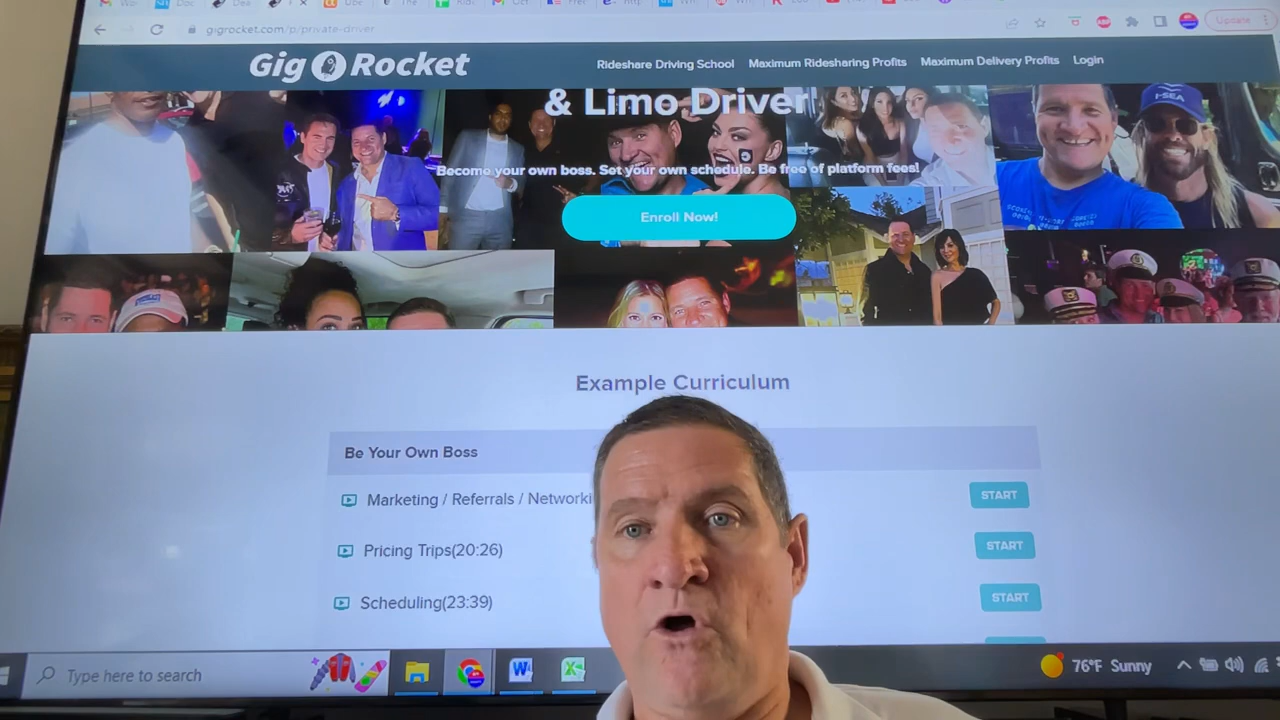 gigrocket.com/p/private-driver
Update
Gig Rocket
Rideshare Driving School
Maximum Ridesharing Profits
Maximum Delivery Profits
Login
& Limo Driver
I-SEA
Become your own boss. Set your own schedule. Be free of platform fees!
Enroll Now!
Example Curriculum
Be Your Own Boss
Marketing / Referrals / Networki
START
Pricing Trips(20:26)
START
Scheduling(23:39)
START
Type here to search
76°F Sunny